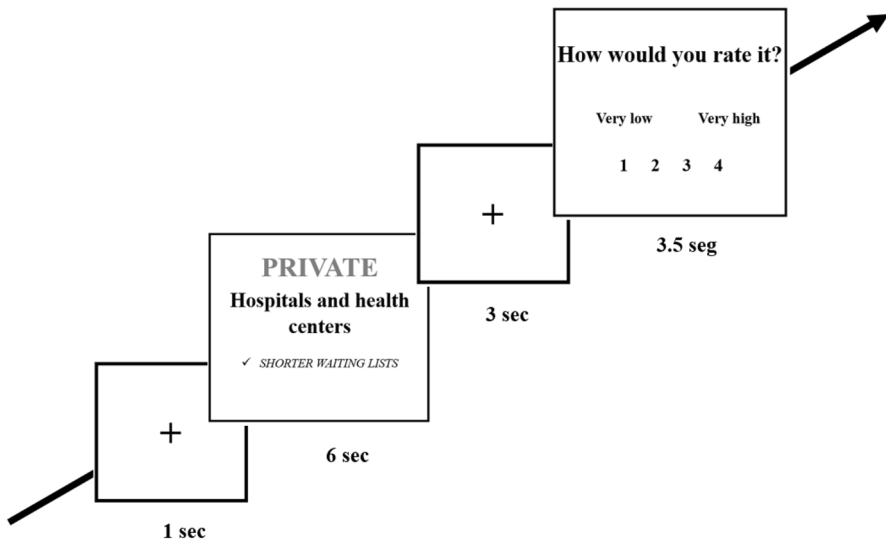 How would you rate it?
Very low Very high
1 2 3 4
3.5 seg
+
3 sec
PRIVATE
Hospitals and health
centers
✓ SHORTER WAITING LISTS
6 sec
+
1 sec